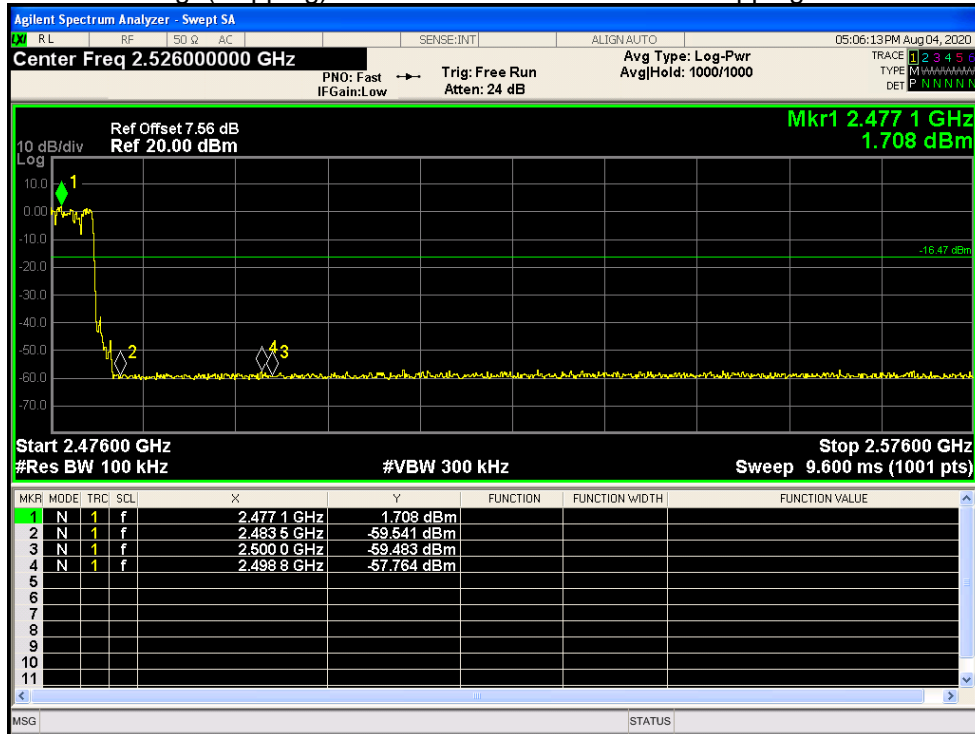 Agilent Spectrum Analyzer - Swept SA
LXI RL RF 50 Ω AC SENSE:INT ALIGN AUTO 05:06:13 PM Aug 04, 2020
Center Freq 2.526000000 GHz
PNO: Fast Trig: Free Run Avg Type: Log-Pwr TRACE 1 2 3 4 5 6
IFGain:Low Atten: 24 dB Avg|Hold: 1000/1000 TYPE M
DET P N N N N N
Ref Offset 7.56 dB Mkr1 2.477 1 GHz
10 dB/div Ref 20.00 dBm 1.708 dBm
Log
10.0
1
0.00
-10.0
-16.47 dBm
-20.0
-30.0
-40.0
-50.0
2 4 3
-60.0
-70.0
Start 2.47600 GHz Stop 2.57600 GHz
#Res BW 100 kHz #VBW 300 kHz Sweep 9.600 ms (1001 pts)
MKR MODE TRC SCL X Y FUNCTION FUNCTION WIDTH FUNCTION VALUE
1 N 1 f 2.477 1 GHz 1.708 dBm
2 N 1 f 2.483 5 GHz -59.541 dBm
3 N 1 f 2.500 0 GHz -59.483 dBm
4 N 1 f 2.498 8 GHz -57.764 dBm
5
6
7
8
9
10
11
MSG STATUS